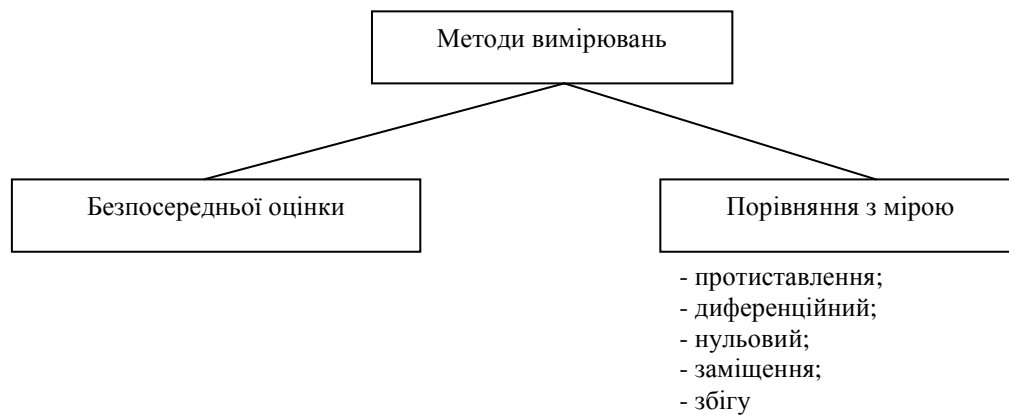 Методи вимірювань
Безпосередньої оцінки
Порівняння з мірою
- протиставлення;
- диференційний;
- нульовий;
- заміщення;
- збігу